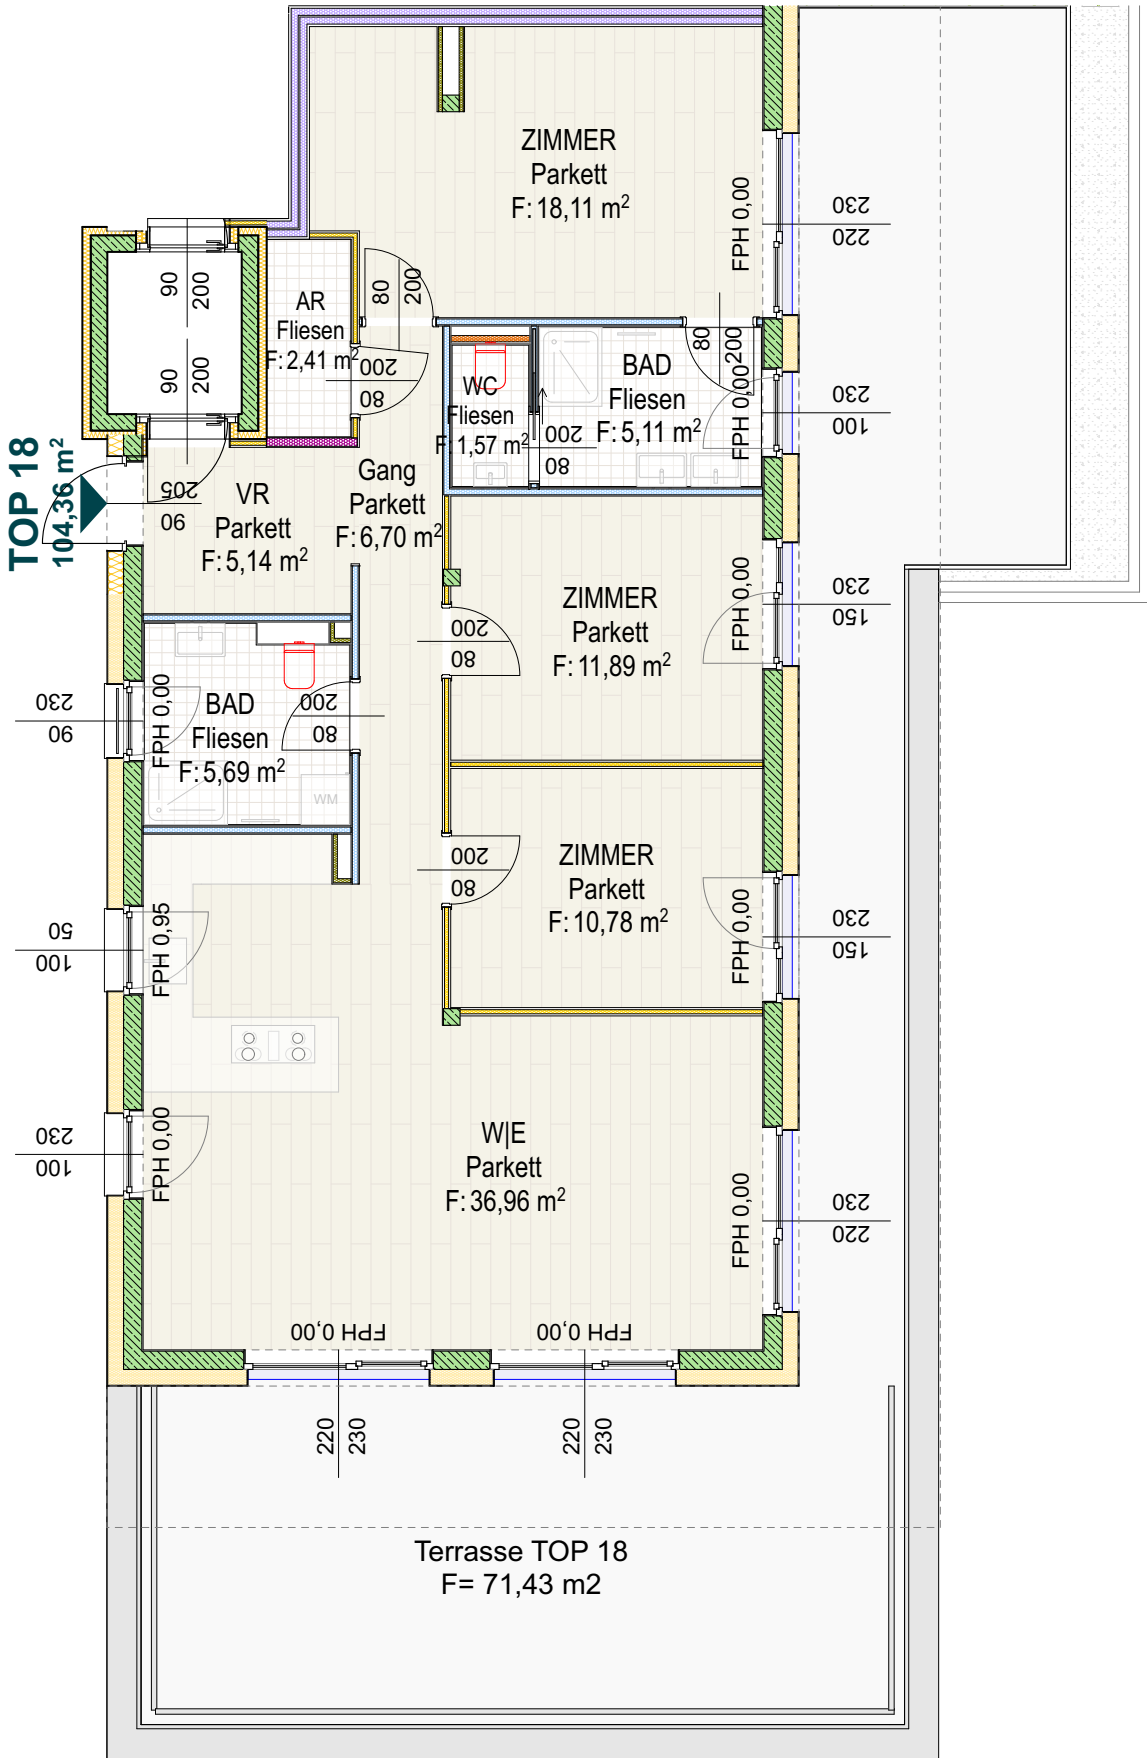 ZIMMER
Parkett
F: 18,11 m²
FPH 0,00
230
220
90
200
90
200
AR
Fliesen
F: 2,41 m²
80
200
200
80
WC
Fliesen
F: 1,57 m²
200
80
BAD
Fliesen
F: 5,11 m²
80
200
FPH 0,00
230
100
TOP 18
104,36 m²
205
90
VR
Parkett
F: 5,14 m²
Gang
Parkett
F: 6,70 m²
ZIMMER
Parkett
F: 11,89 m²
200
80
FPH 0,00
230
150
230
90
FPH 0,00
BAD
Fliesen
F: 5,69 m²
200
80
WM
ZIMMER
Parkett
F: 10,78 m²
200
80
FPH 0,00
230
150
50
100
FPH 0,95
230
100
FPH 0,00
W|E
Parkett
F: 36,96 m²
FPH 0,00
230
220
FPH 0,00
FPH 0,00
220
230
220
230
Terrasse TOP 18
F= 71,43 m2